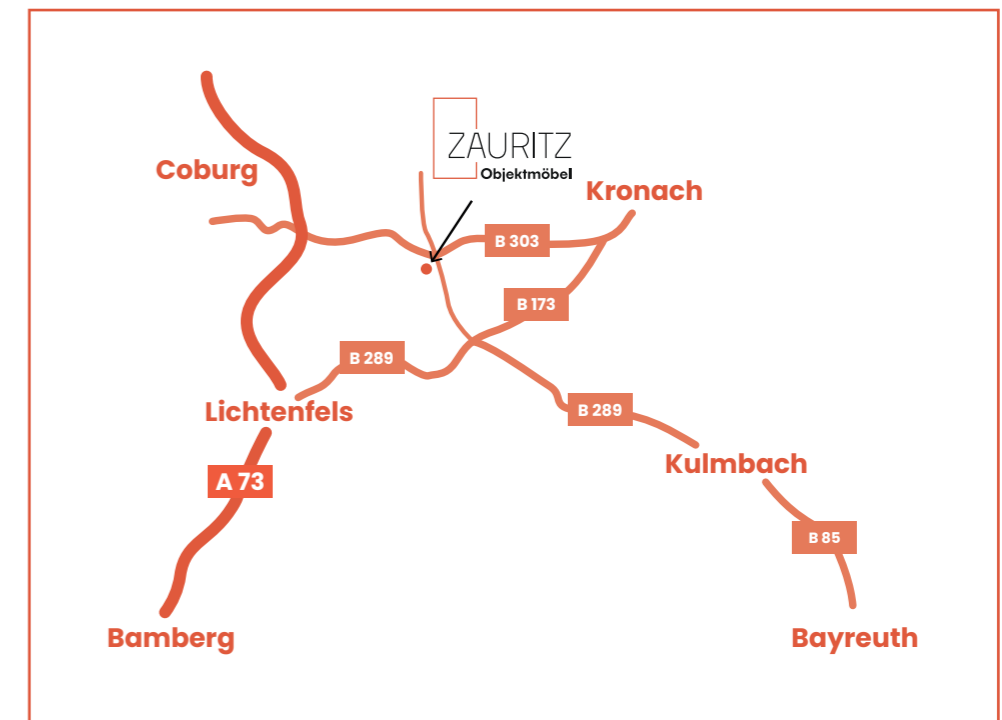 ZAURITZ
Objektmöbel
Coburg
Kronach
B 303
B 173
B 289
Lichtenfels
B 289
Kulmbach
A 73
B 85
Bamberg
Bayreuth